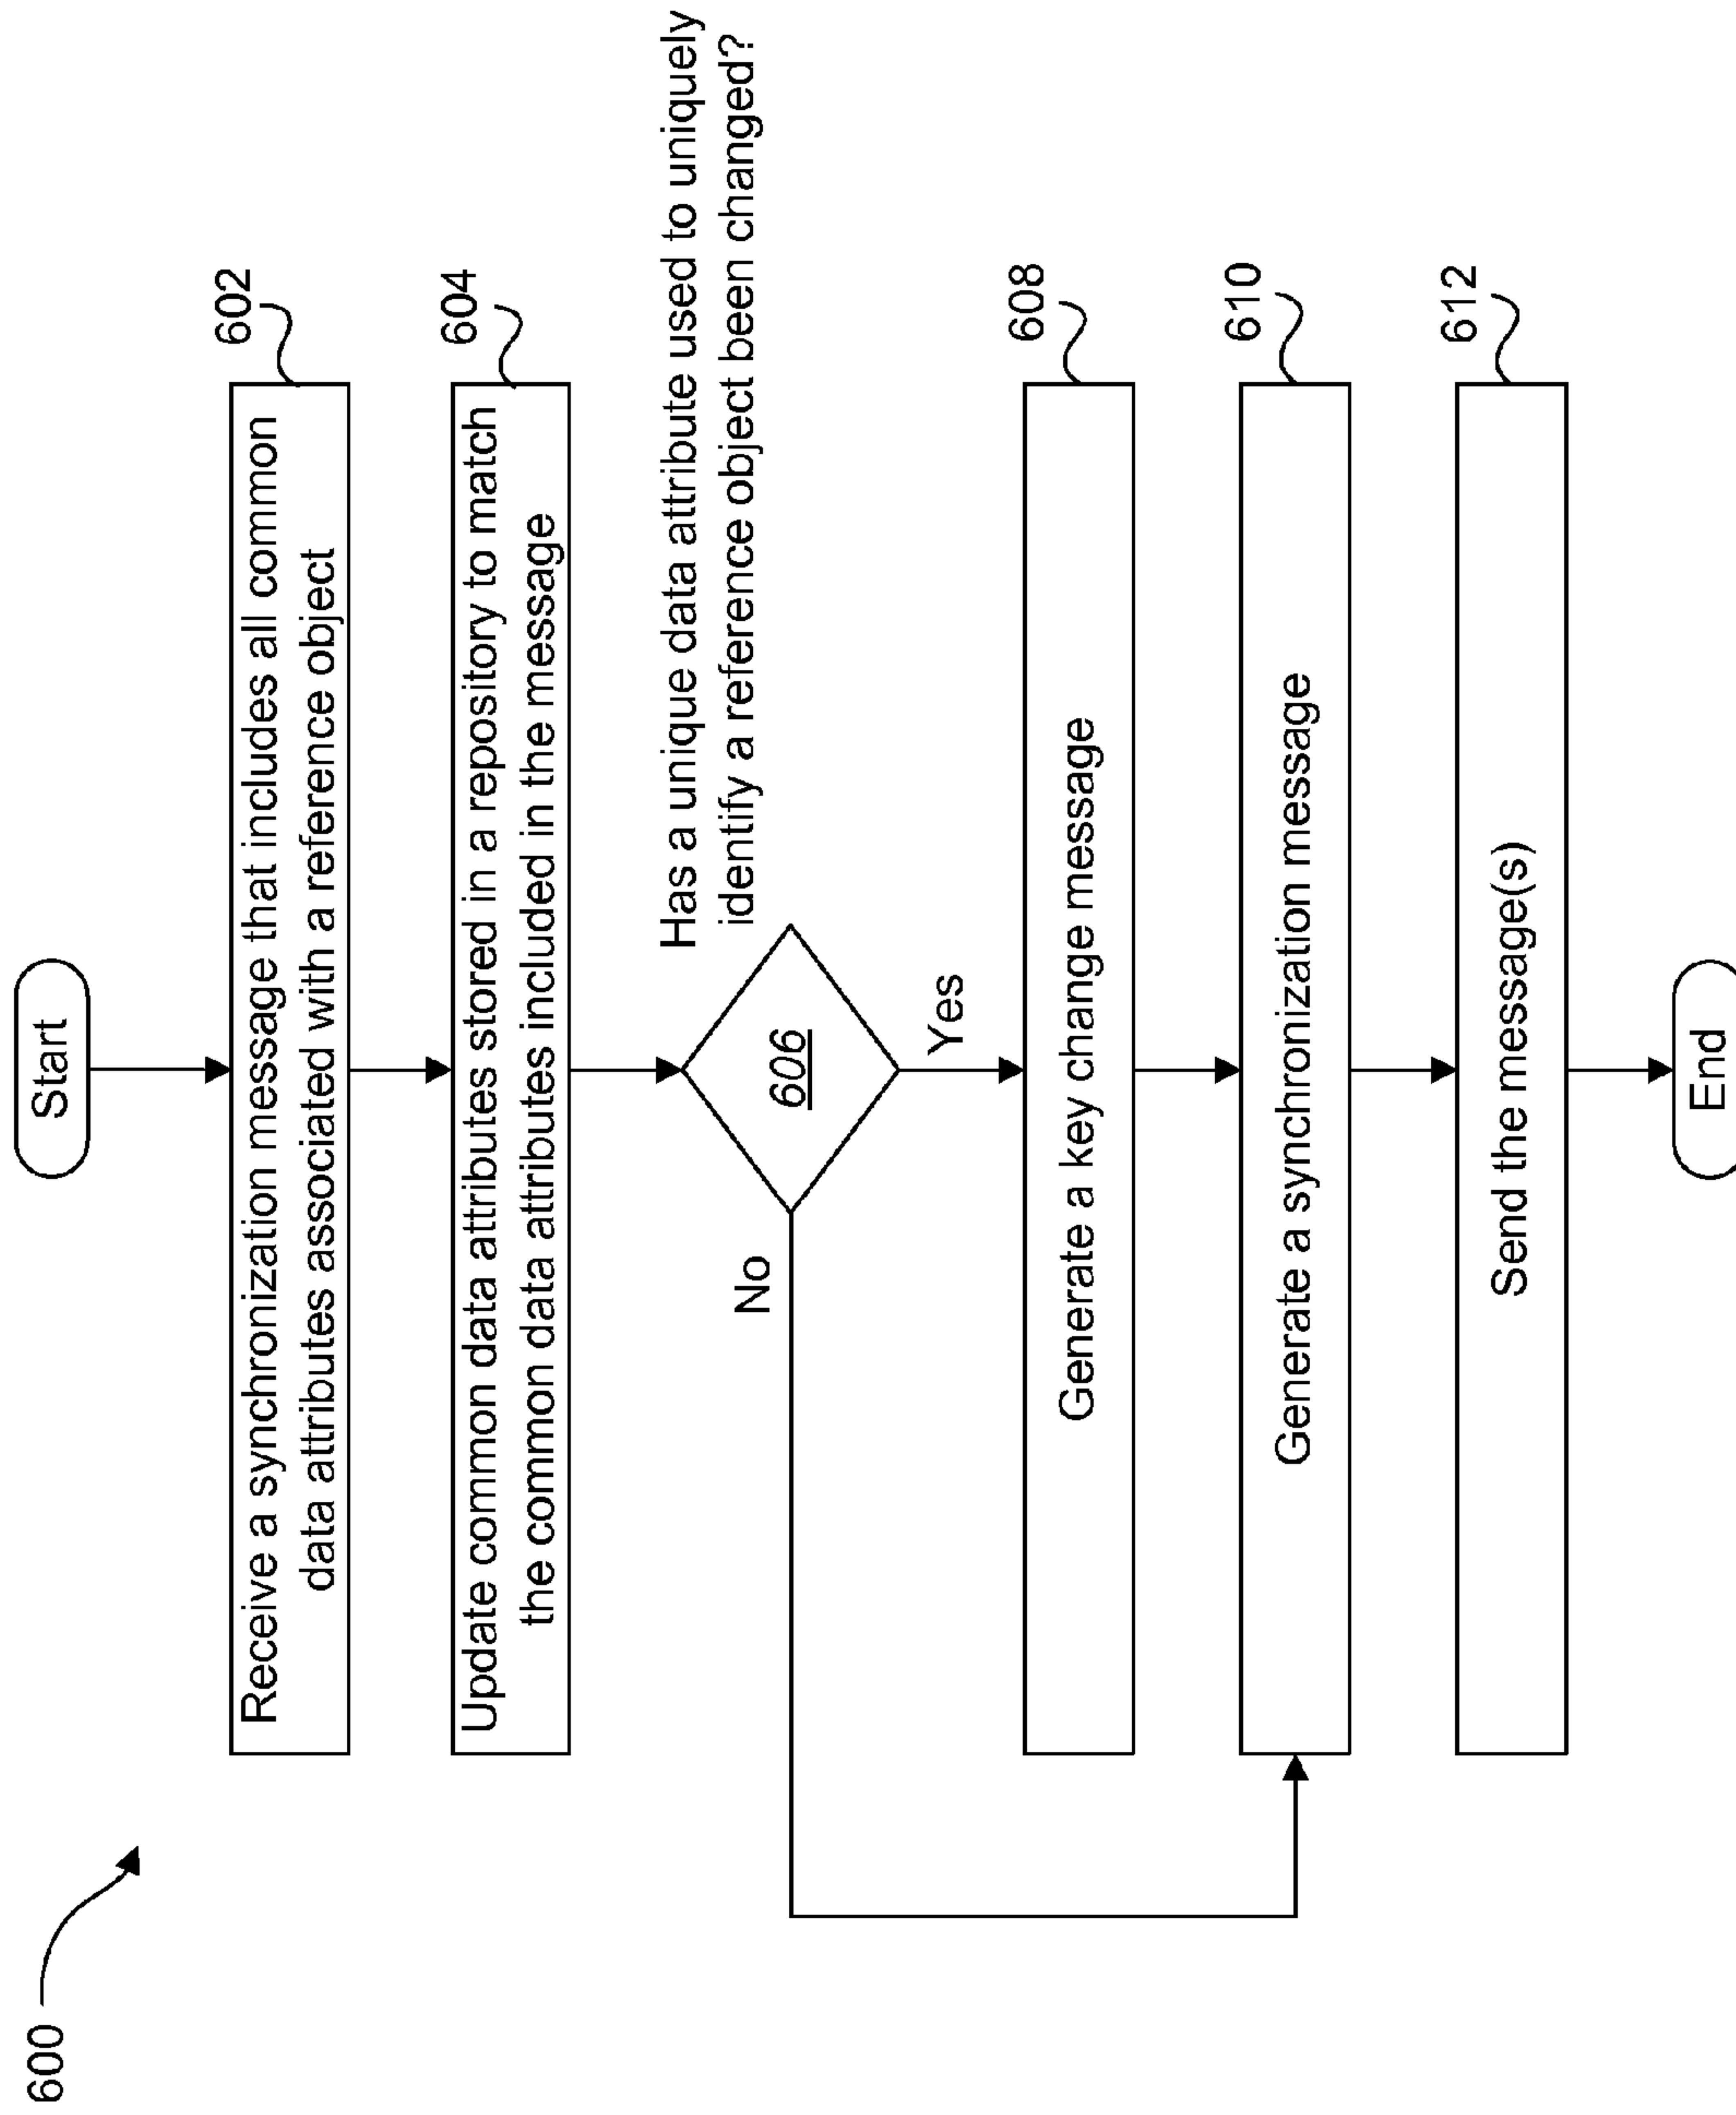 600
Start
Receive a synchronization message that includes all common
data attributes associated with a reference object
602
Update common data attributes stored in a repository to match
the common data attributes included in the message
604
Has a unique data attribute used to uniquely
identify a reference object been changed?
606
No
Yes
Generate a key change message
608
Generate a synchronization message
610
Send the message(s)
612
End